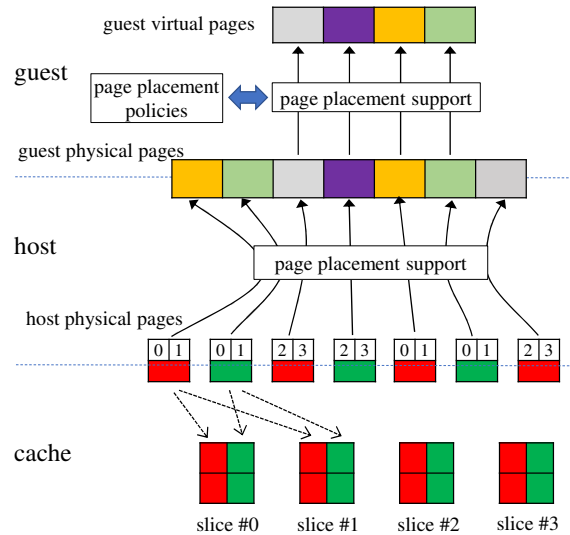 guest virtual pages
guest
page placement
policies
page placement support
guest physical pages
host
page placement support
host physical pages
0 1 0 1 2 3 2 3 0 1 0 1 2 3
cache
slice #0 slice #1 slice #2 slice #3